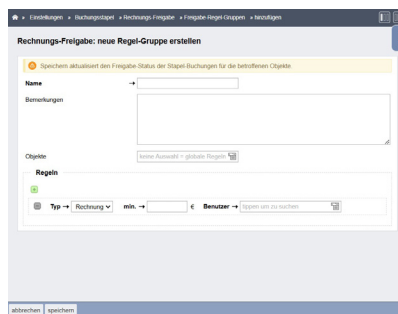 » Einstellungen » Buchungsstapel » Rechnungs-Freigabe » Freigabe-Regel-Gruppen » hinzufügen
Rechnungs-Freigabe: neue Regel-Gruppe erstellen
Speichern aktualisiert den Freigabe-Status der Stapel-Buchungen für die betroffenen Objekte
Name →
Bemerkungen
Objekte keine Auswahl = globale Regeln
Regeln
Typ → Rechnung min. → € Benutzer → tippen um zu suchen
abbrechen speichern